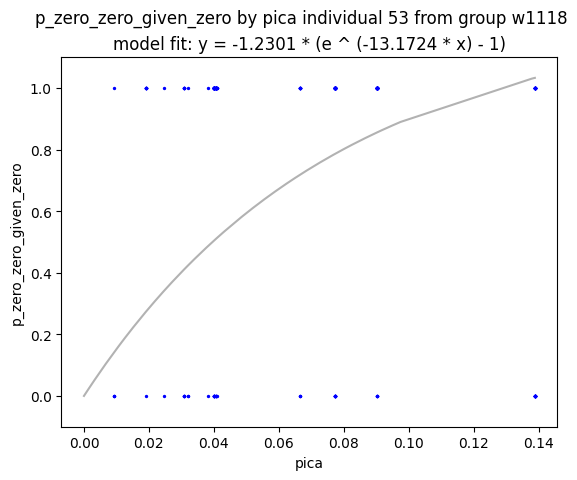 p_zero_zero_given_zero by pica individual 53 from group w1118
model fit: y = -1.2301 * (e ^ (-13.1724 * x) - 1)
p_zero_zero_given_zero
1.0
0.8
0.6
0.4
0.2
0.0
0.00 0.02 0.04 0.06 0.08 0.10 0.12 0.14
pica